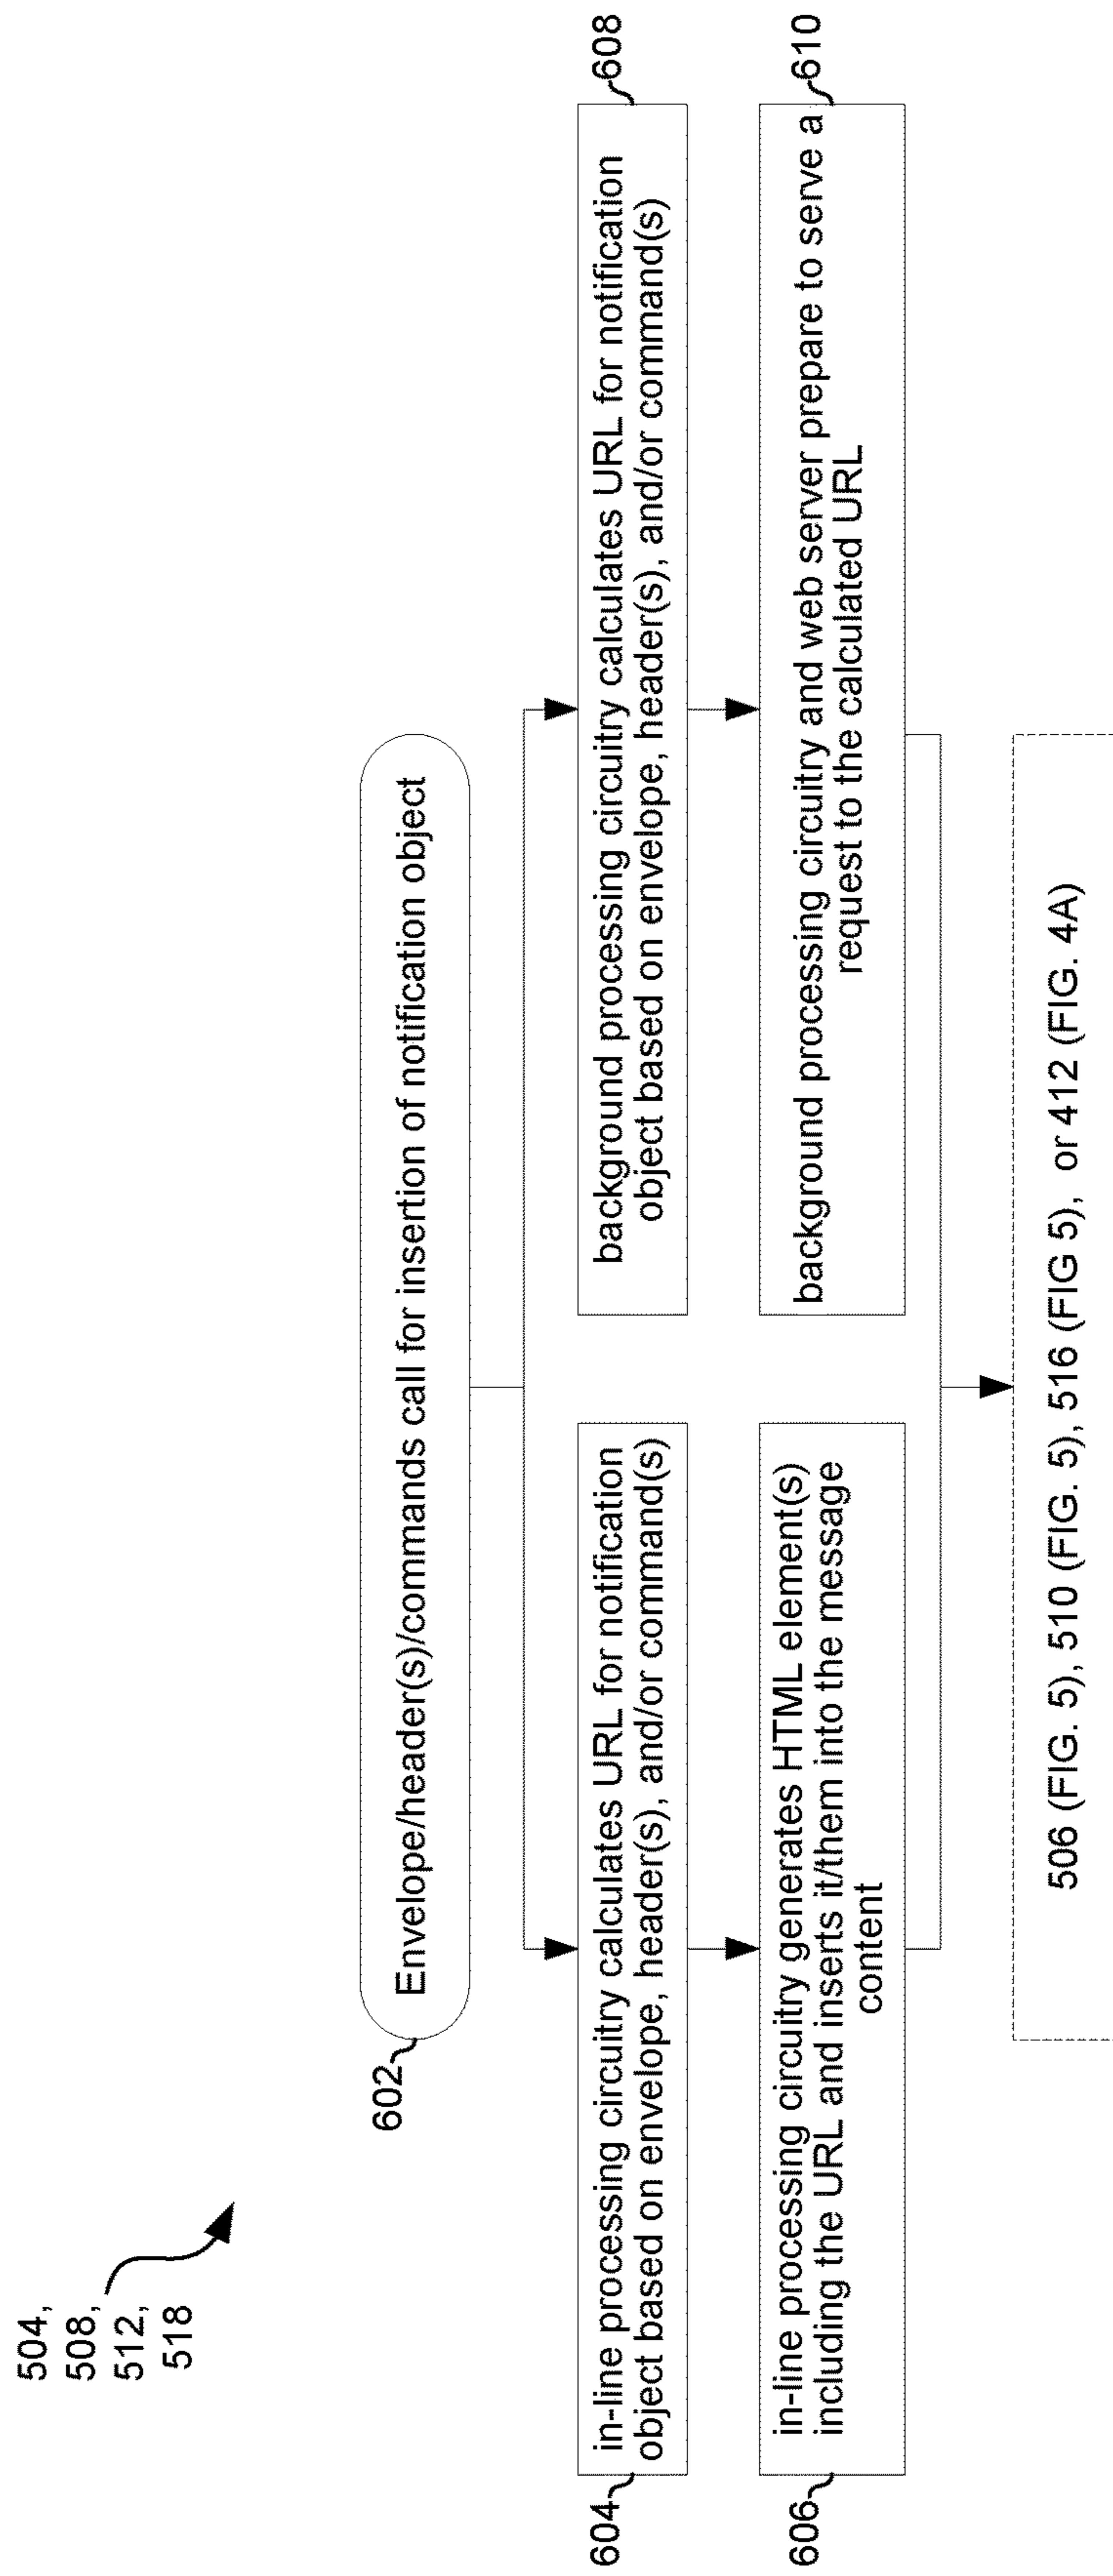 504,
508,
512,
518
602
Envelope/header(s)/commands call for insertion of notification object
604
in-line processing circuitry calculates URL for notification
object based on envelope, header(s), and/or command(s)
608
background processing circuitry calculates URL for notification
object based on envelope, header(s), and/or command(s)
606
in-line processing circuitry generates HTML element(s)
including the URL and inserts it/them into the message
content
610
background processing circuitry and web server prepare to serve a
request to the calculated URL
506 (FIG. 5), 510 (FIG. 5), 516 (FIG 5),  or 412 (FIG. 4A)